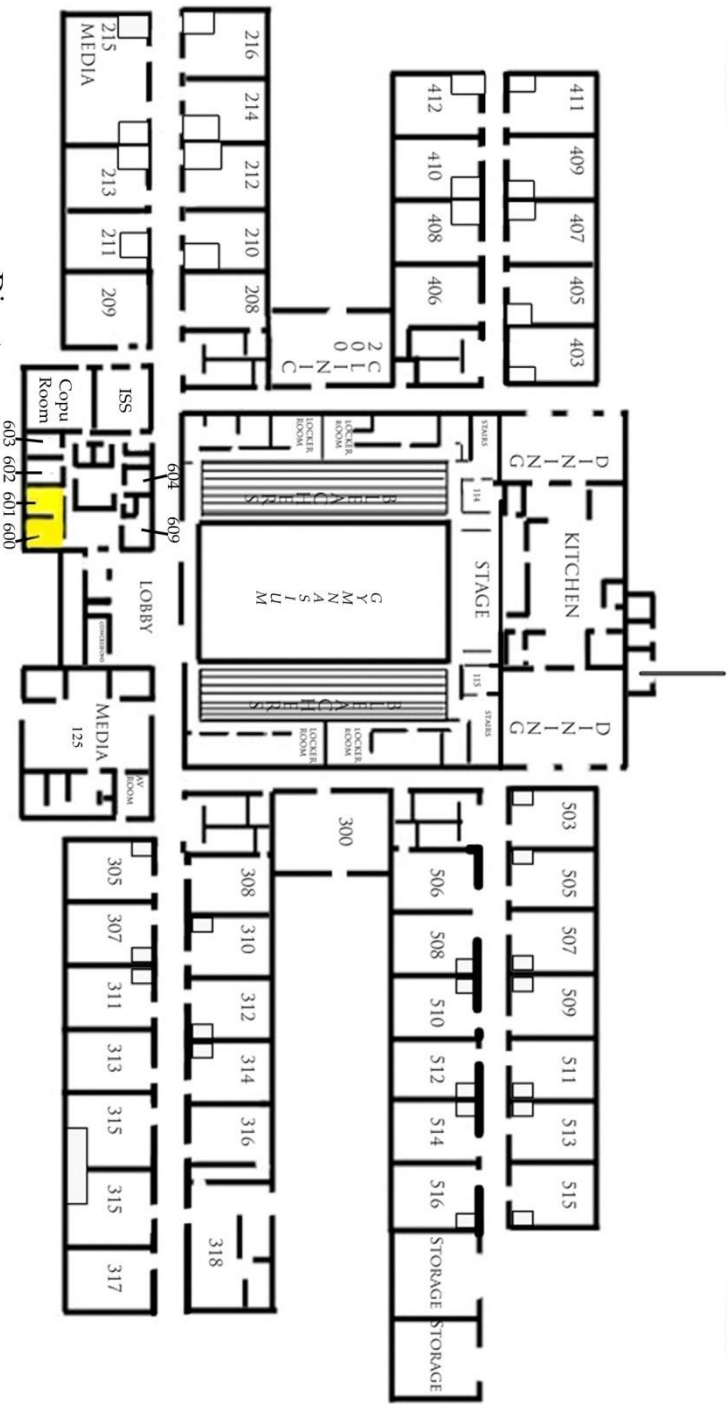 411 409 407 405 403
DINING
KITCHEN
DINING
503 505 507 509 511 513 515
412 410 408 406
STAIRS
114
STAGE
115
STAIRS
506 508 510 512 514 516 STORAGE STORAGE
200
CLINIC
LOCKER
ROOM
LOCKER
ROOM
BLEACHERS
GYMNASIUM
BLEACHERS
LOCKER
ROOM
LOCKER
ROOM
300
216 214 212 210 208
308 310 312 314 316 318
215
MEDIA
213 211 209
ISS
604
609
LOBBY
MEDIA
125
AV
ROOM
305 307 311 313 315 315 317
Copu
Room
603 602 601 600